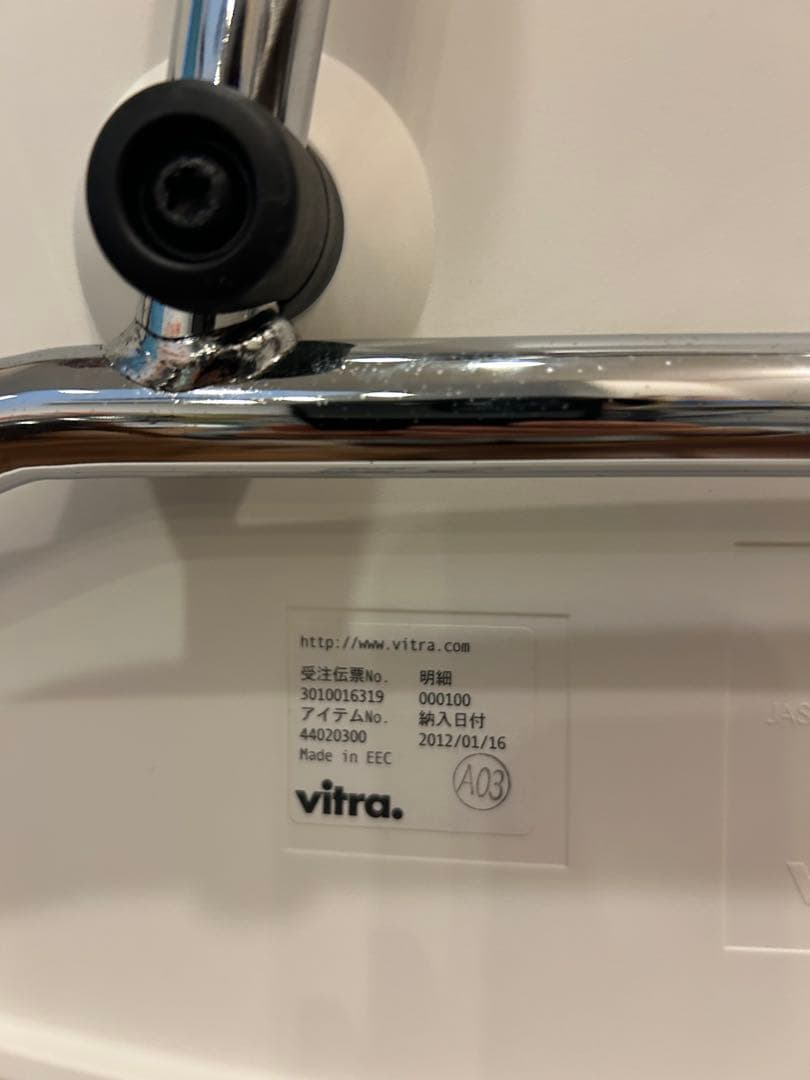 http://www.vitra.com
受注伝票No. 明細
3010016319 000100
アイテムNo. 納入日付
44020300 2012/01/16
Made in EEC
vitra.
A03
JAS